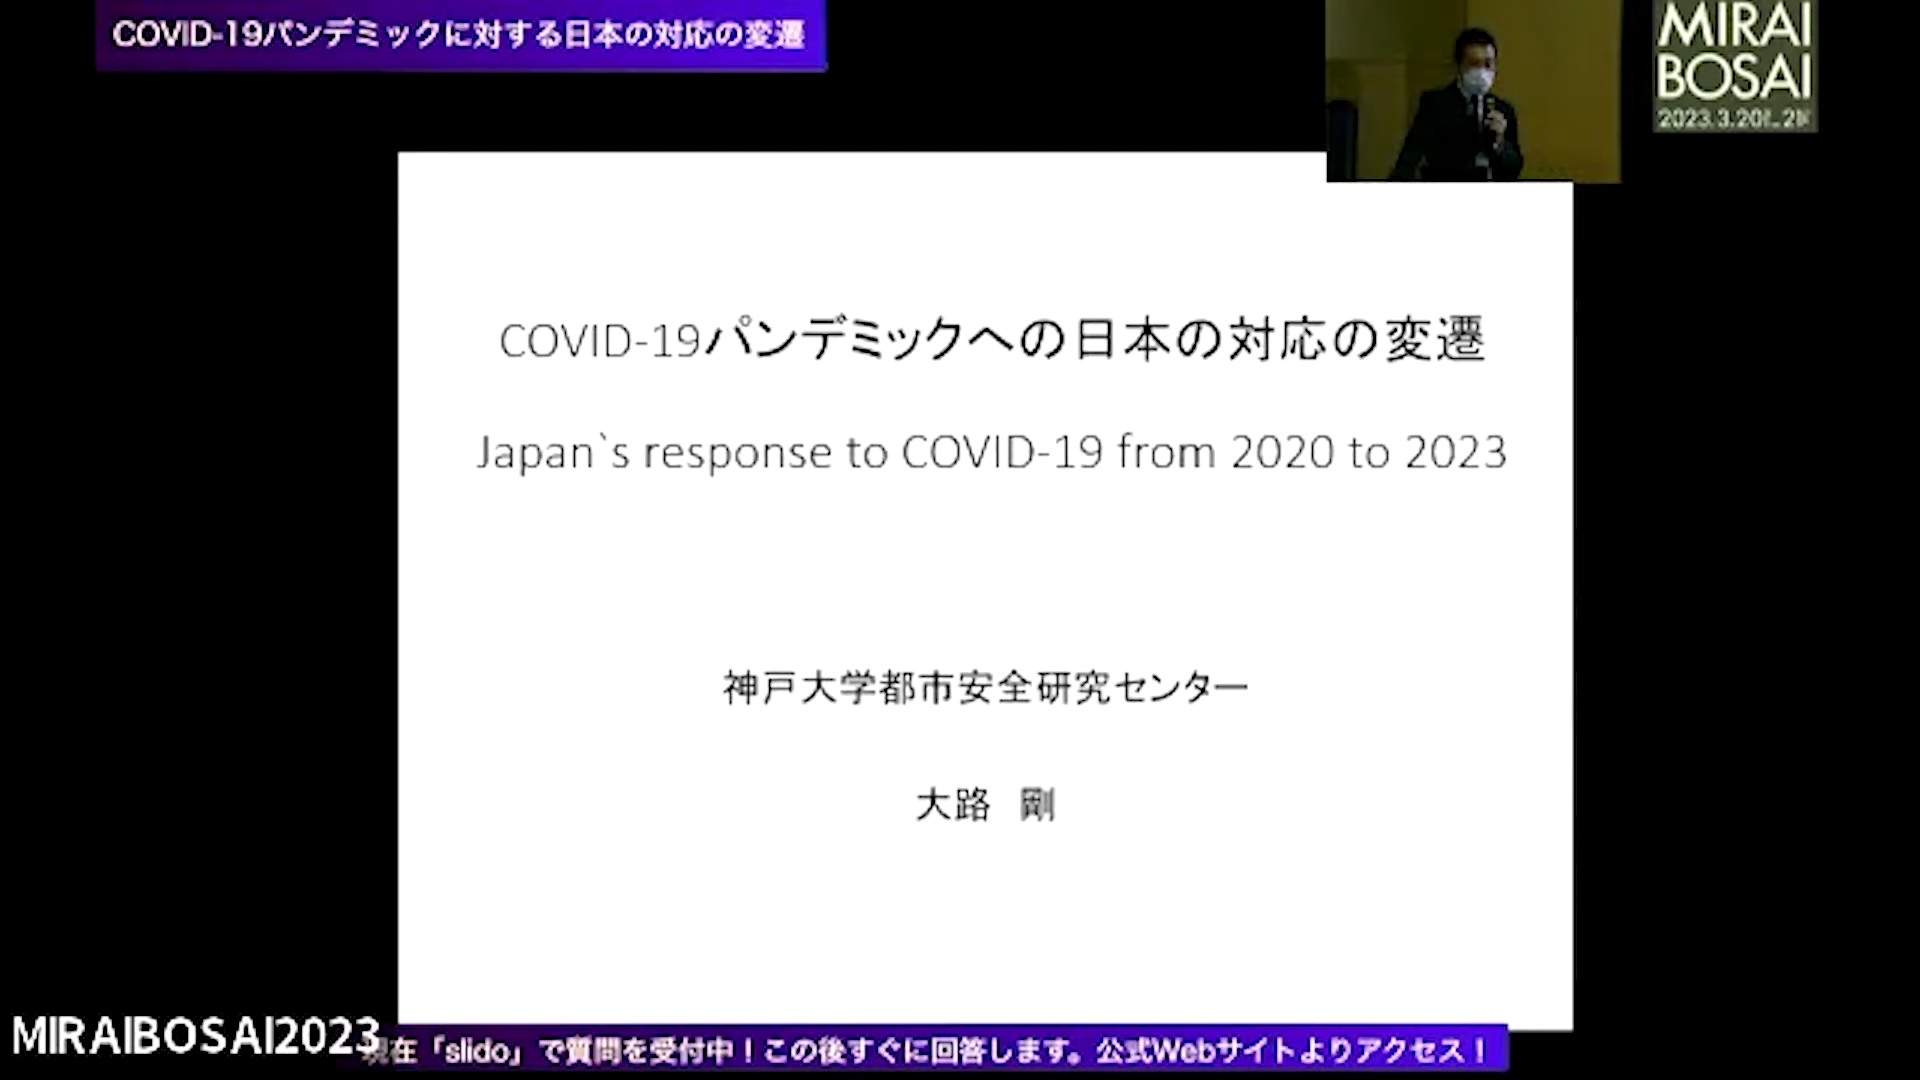 COVID-19パンデミックに対する日本の対応の変遷
MIRAI
BOSAI
COVID-19パンデミックへの日本の対応の変遷
Japan`s response to COVID-19 from 2020 to 2023
神戸大学都市安全研究センター
大路 剛
MIRAIBOSAI2023
現在「slido」で質問を受付中！この後すぐに回答します。公式Webサイトよりアクセス！